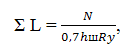 Σ L = N / 0,7hшRy,